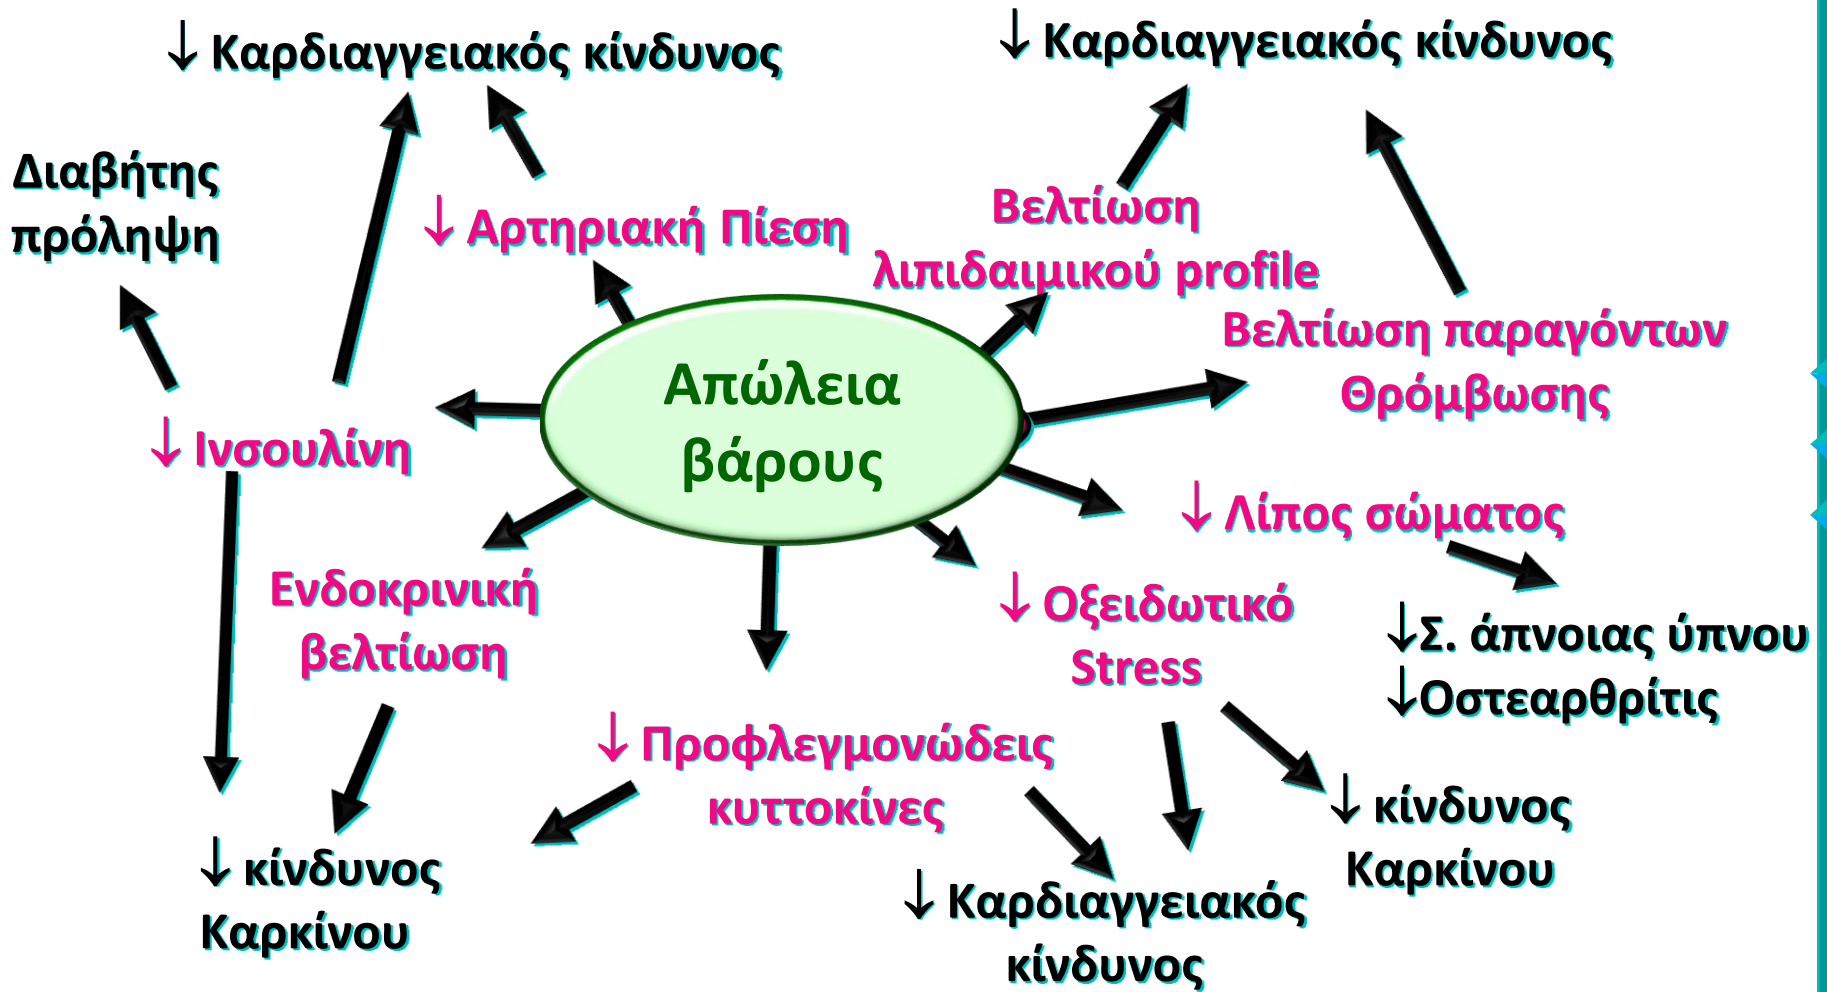 ↓ Καρδιαγγειακός κίνδυνος
↓ Καρδιαγγειακός κίνδυνος
Διαβήτης
πρόληψη
↓ Αρτηριακή Πίεση
Βελτίωση
λιπιδαιμικού profile
Βελτίωση παραγόντων
Θρόμβωσης
Απώλεια
βάρους
↓ Ινσουλίνη
↓ Λίπος σώματος
Ενδοκρινική
βελτίωση
↓ Οξειδωτικό
Stress
↓Σ. άπνοιας ύπνου
↓Οστεαρθρίτις
↓ Προφλεγμονώδεις
κυττοκίνες
↓ κίνδυνος
Καρκίνου
↓ κίνδυνος
Καρκίνου
↓ Καρδιαγγειακός
κίνδυνος